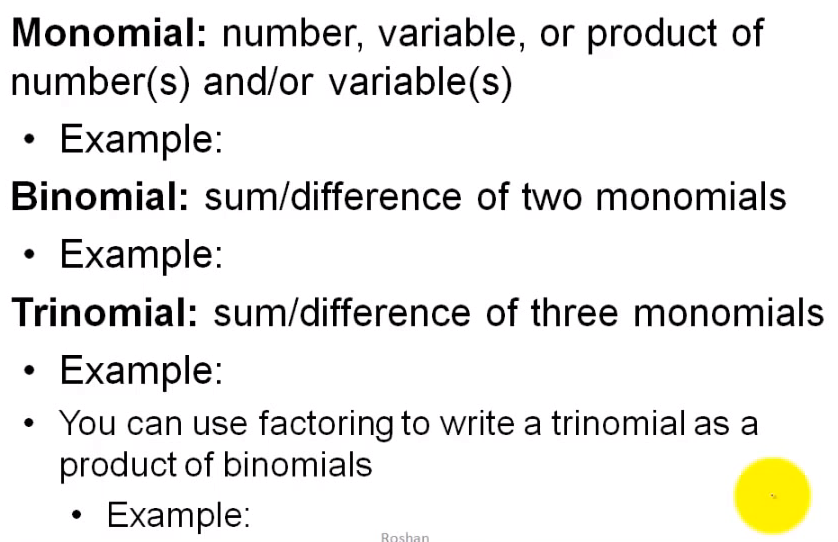 Monomial: number, variable, or product of
number(s) and/or variable(s)
• Example:
Binomial: sum/difference of two monomials
• Example:
Trinomial: sum/difference of three monomials
• Example:
• You can use factoring to write a trinomial as a
product of binomials
• Example:
Roshan